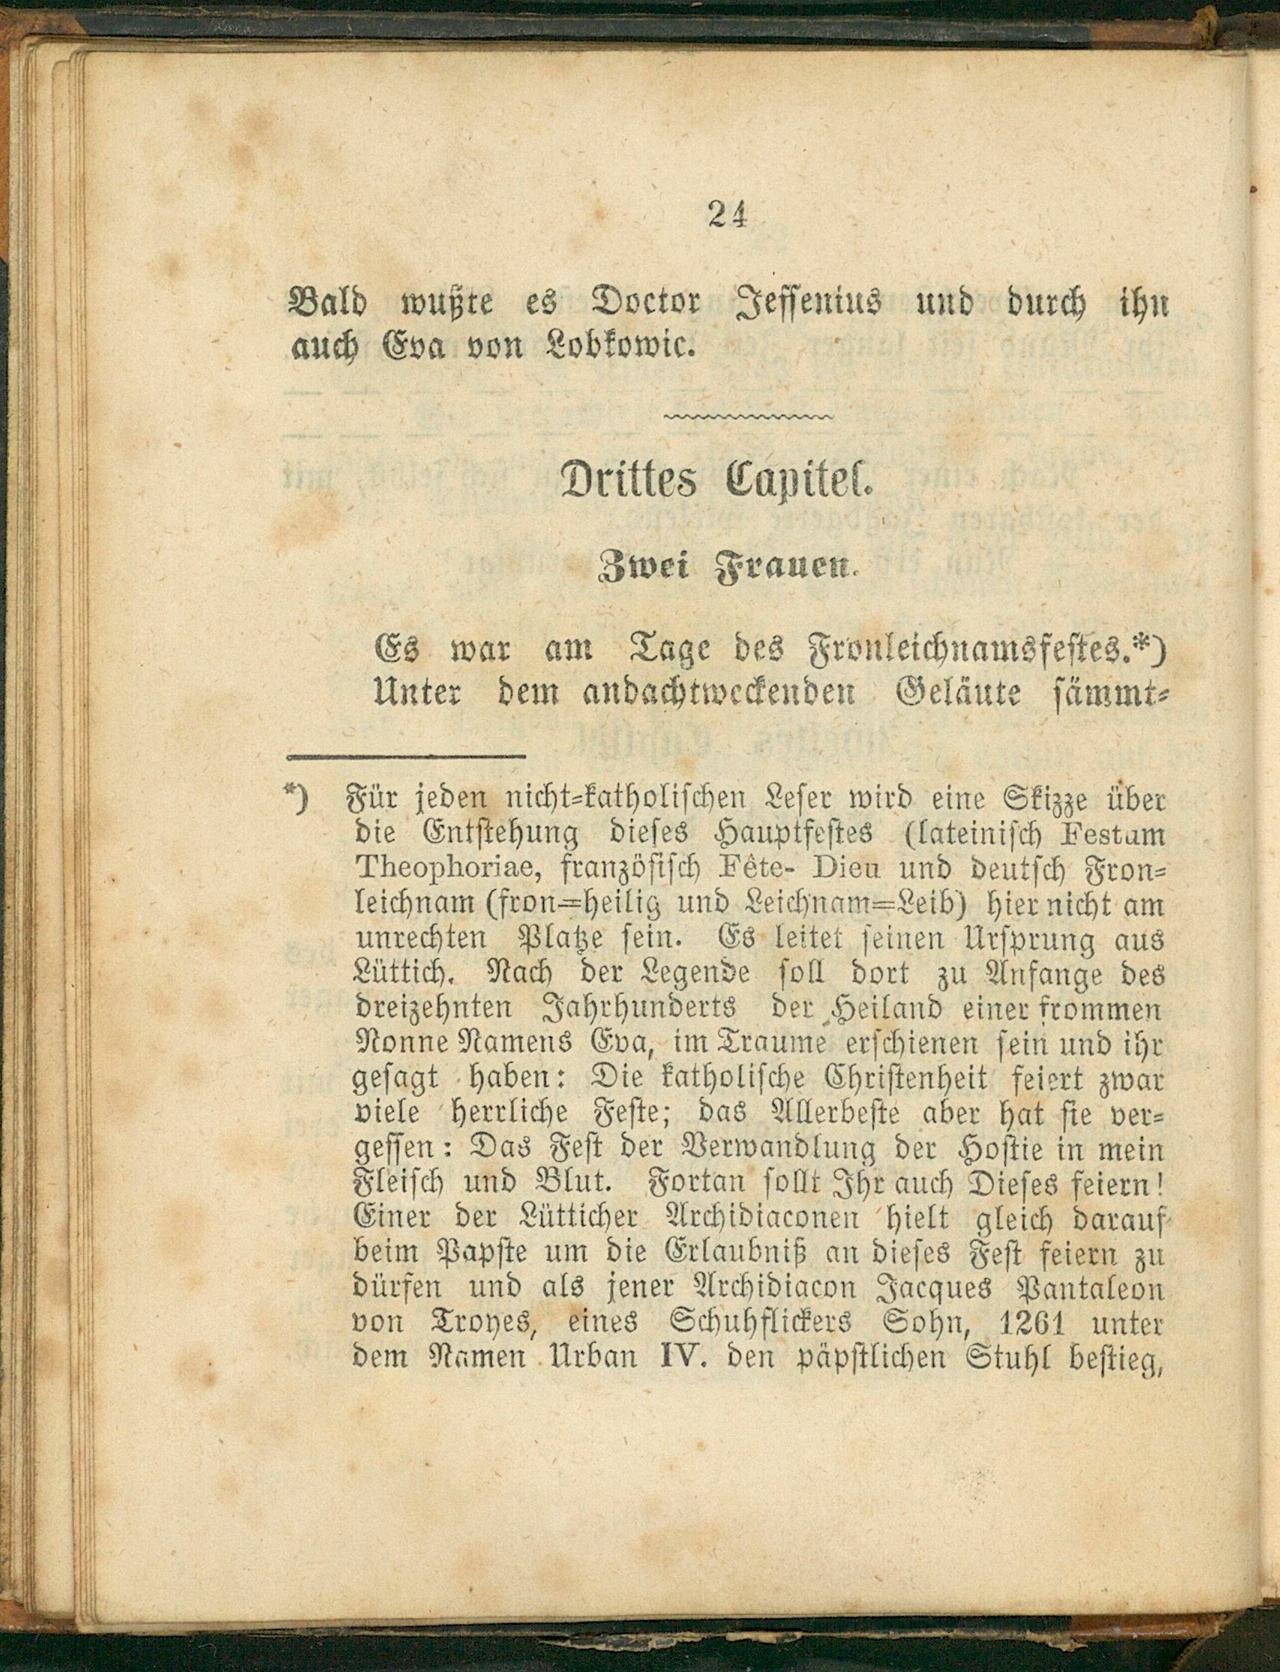 24
Bald wußte es Doctor Jessenius und durch ihn
auch Eva von Lobkowic.
Drittes Capitel.
Zwei Frauen.
Es war am Tage des Fronleichnamsfestes.*)
Unter dem andachtweckenden Geläute sämmt-
*) Für jeden nicht-katholischen Leser wird eine Skizze über
die Entstehung dieses Hauptfestes (lateinisch Festum
Theophoriae, französisch Fête- Dieu und deutsch Fron-
leichnam (fron=heilig und Leichnam=Leib) hier nicht am
unrechten Platze sein. Es leitet seinen Ursprung aus
Lüttich. Nach der Legende soll dort zu Anfange des
dreizehnten Jahrhunderts der Heiland einer frommen
Nonne Namens Eva, im Traume erschienen sein und ihr
gesagt haben: Die katholische Christenheit feiert zwar
viele herrliche Feste; das Allerbeste aber hat sie ver-
gessen: Das Fest der Verwandlung der Hostie in mein
Fleisch und Blut. Fortan sollt Ihr auch Dieses feiern!
Einer der Lütticher Archidiaconen hielt gleich darauf
beim Papste um die Erlaubniß an dieses Fest feiern zu
dürfen und als jener Archidiacon Jacques Pantaleon
von Troyes, eines Schuhflickers Sohn, 1261 unter
dem Namen Urban IV. den päpstlichen Stuhl bestieg,